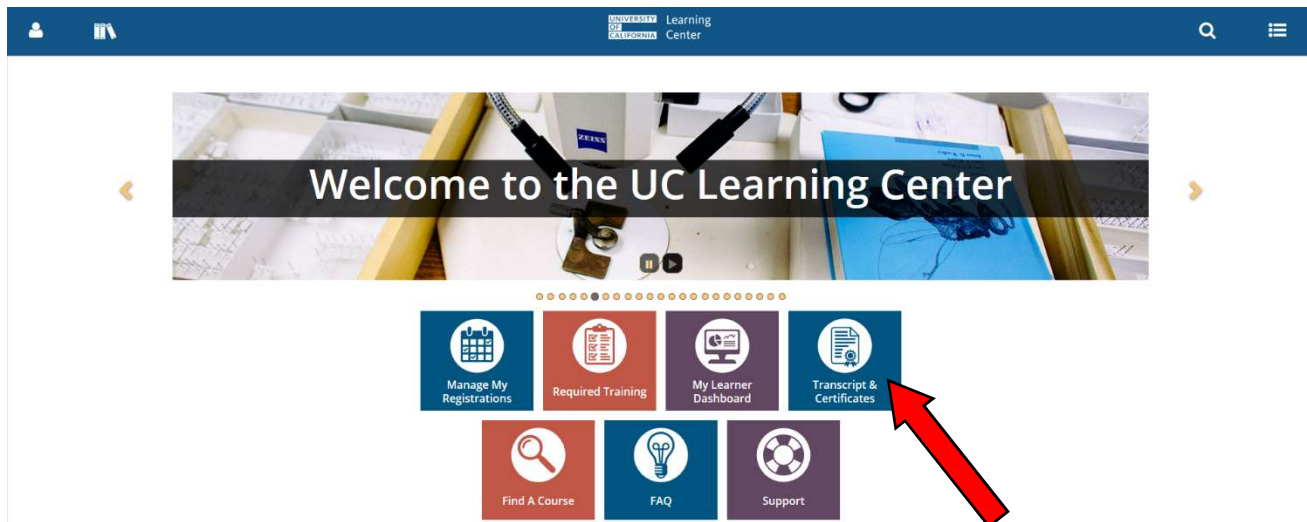 UNIVERSITY
OF
CALIFORNIA
Learning
Center
ZEISS
Welcome to the UC Learning Center
Manage My
Registrations
Required Training
My Learner
Dashboard
Transcript &
Certificates
Find A Course
FAQ
Support